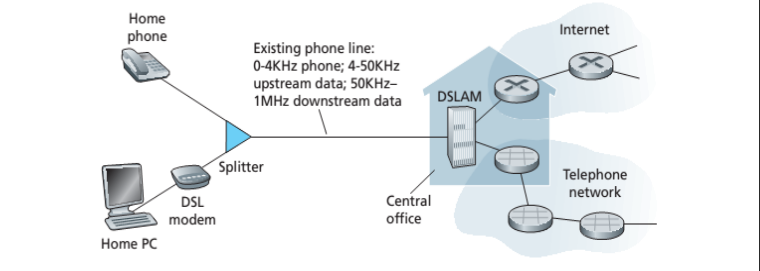 Home
phone
Existing phone line:
0-4KHz phone; 4-50KHz
upstream data; 50KHz–
1MHz downstream data
Internet
DSLAM
Splitter
DSL
modem
Home PC
Central
office
Telephone
network